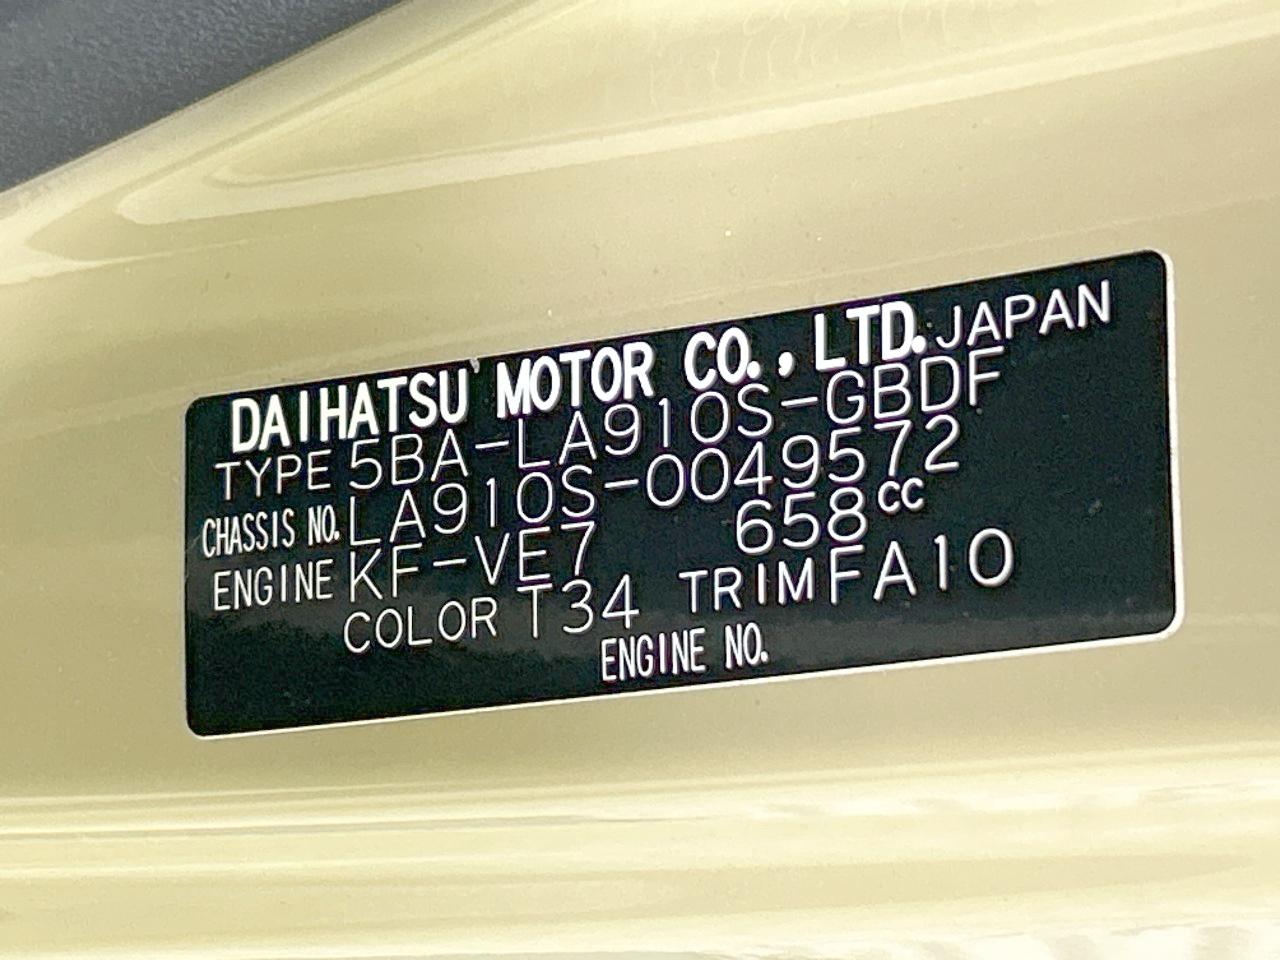 DAIHATSU MOTOR CO., LTD. JAPAN
TYPE 5BA-LA910S-GBDF
CHASSIS NO. LA910S-0049572
ENGINE KF-VE7 658cc
COLOR T34 TRIM FA10
ENGINE NO.